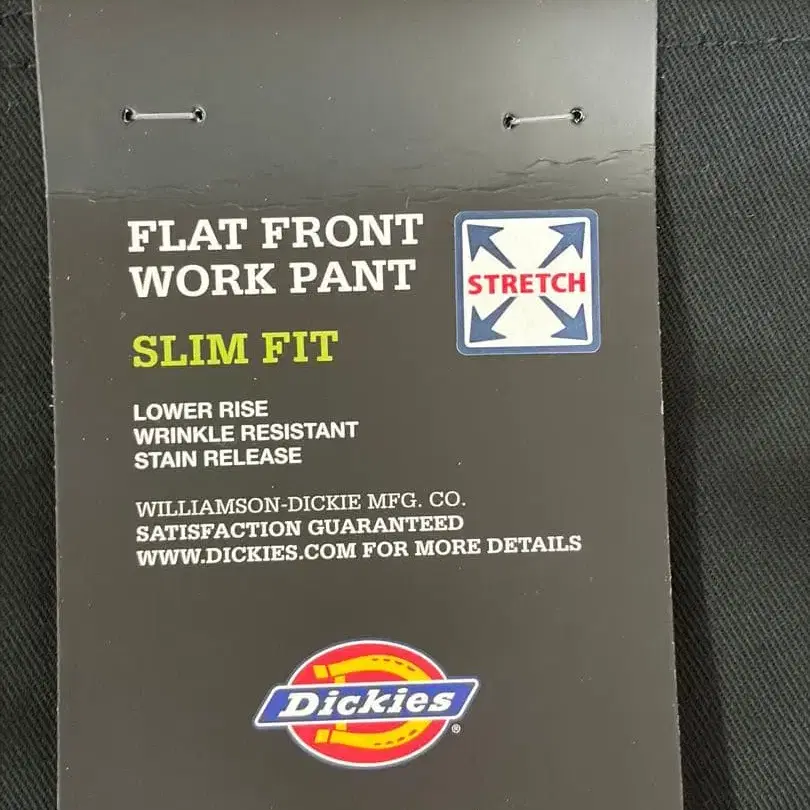 FLAT FRONT
WORK PANT
STRETCH
SLIM FIT
LOWER RISE
WRINKLE RESISTANT
STAIN RELEASE
WILLIAMSON-DICKIE MFG. CO.
SATISFACTION GUARANTEED
WWW.DICKIES.COM FOR MORE DETAILS
Dickies®